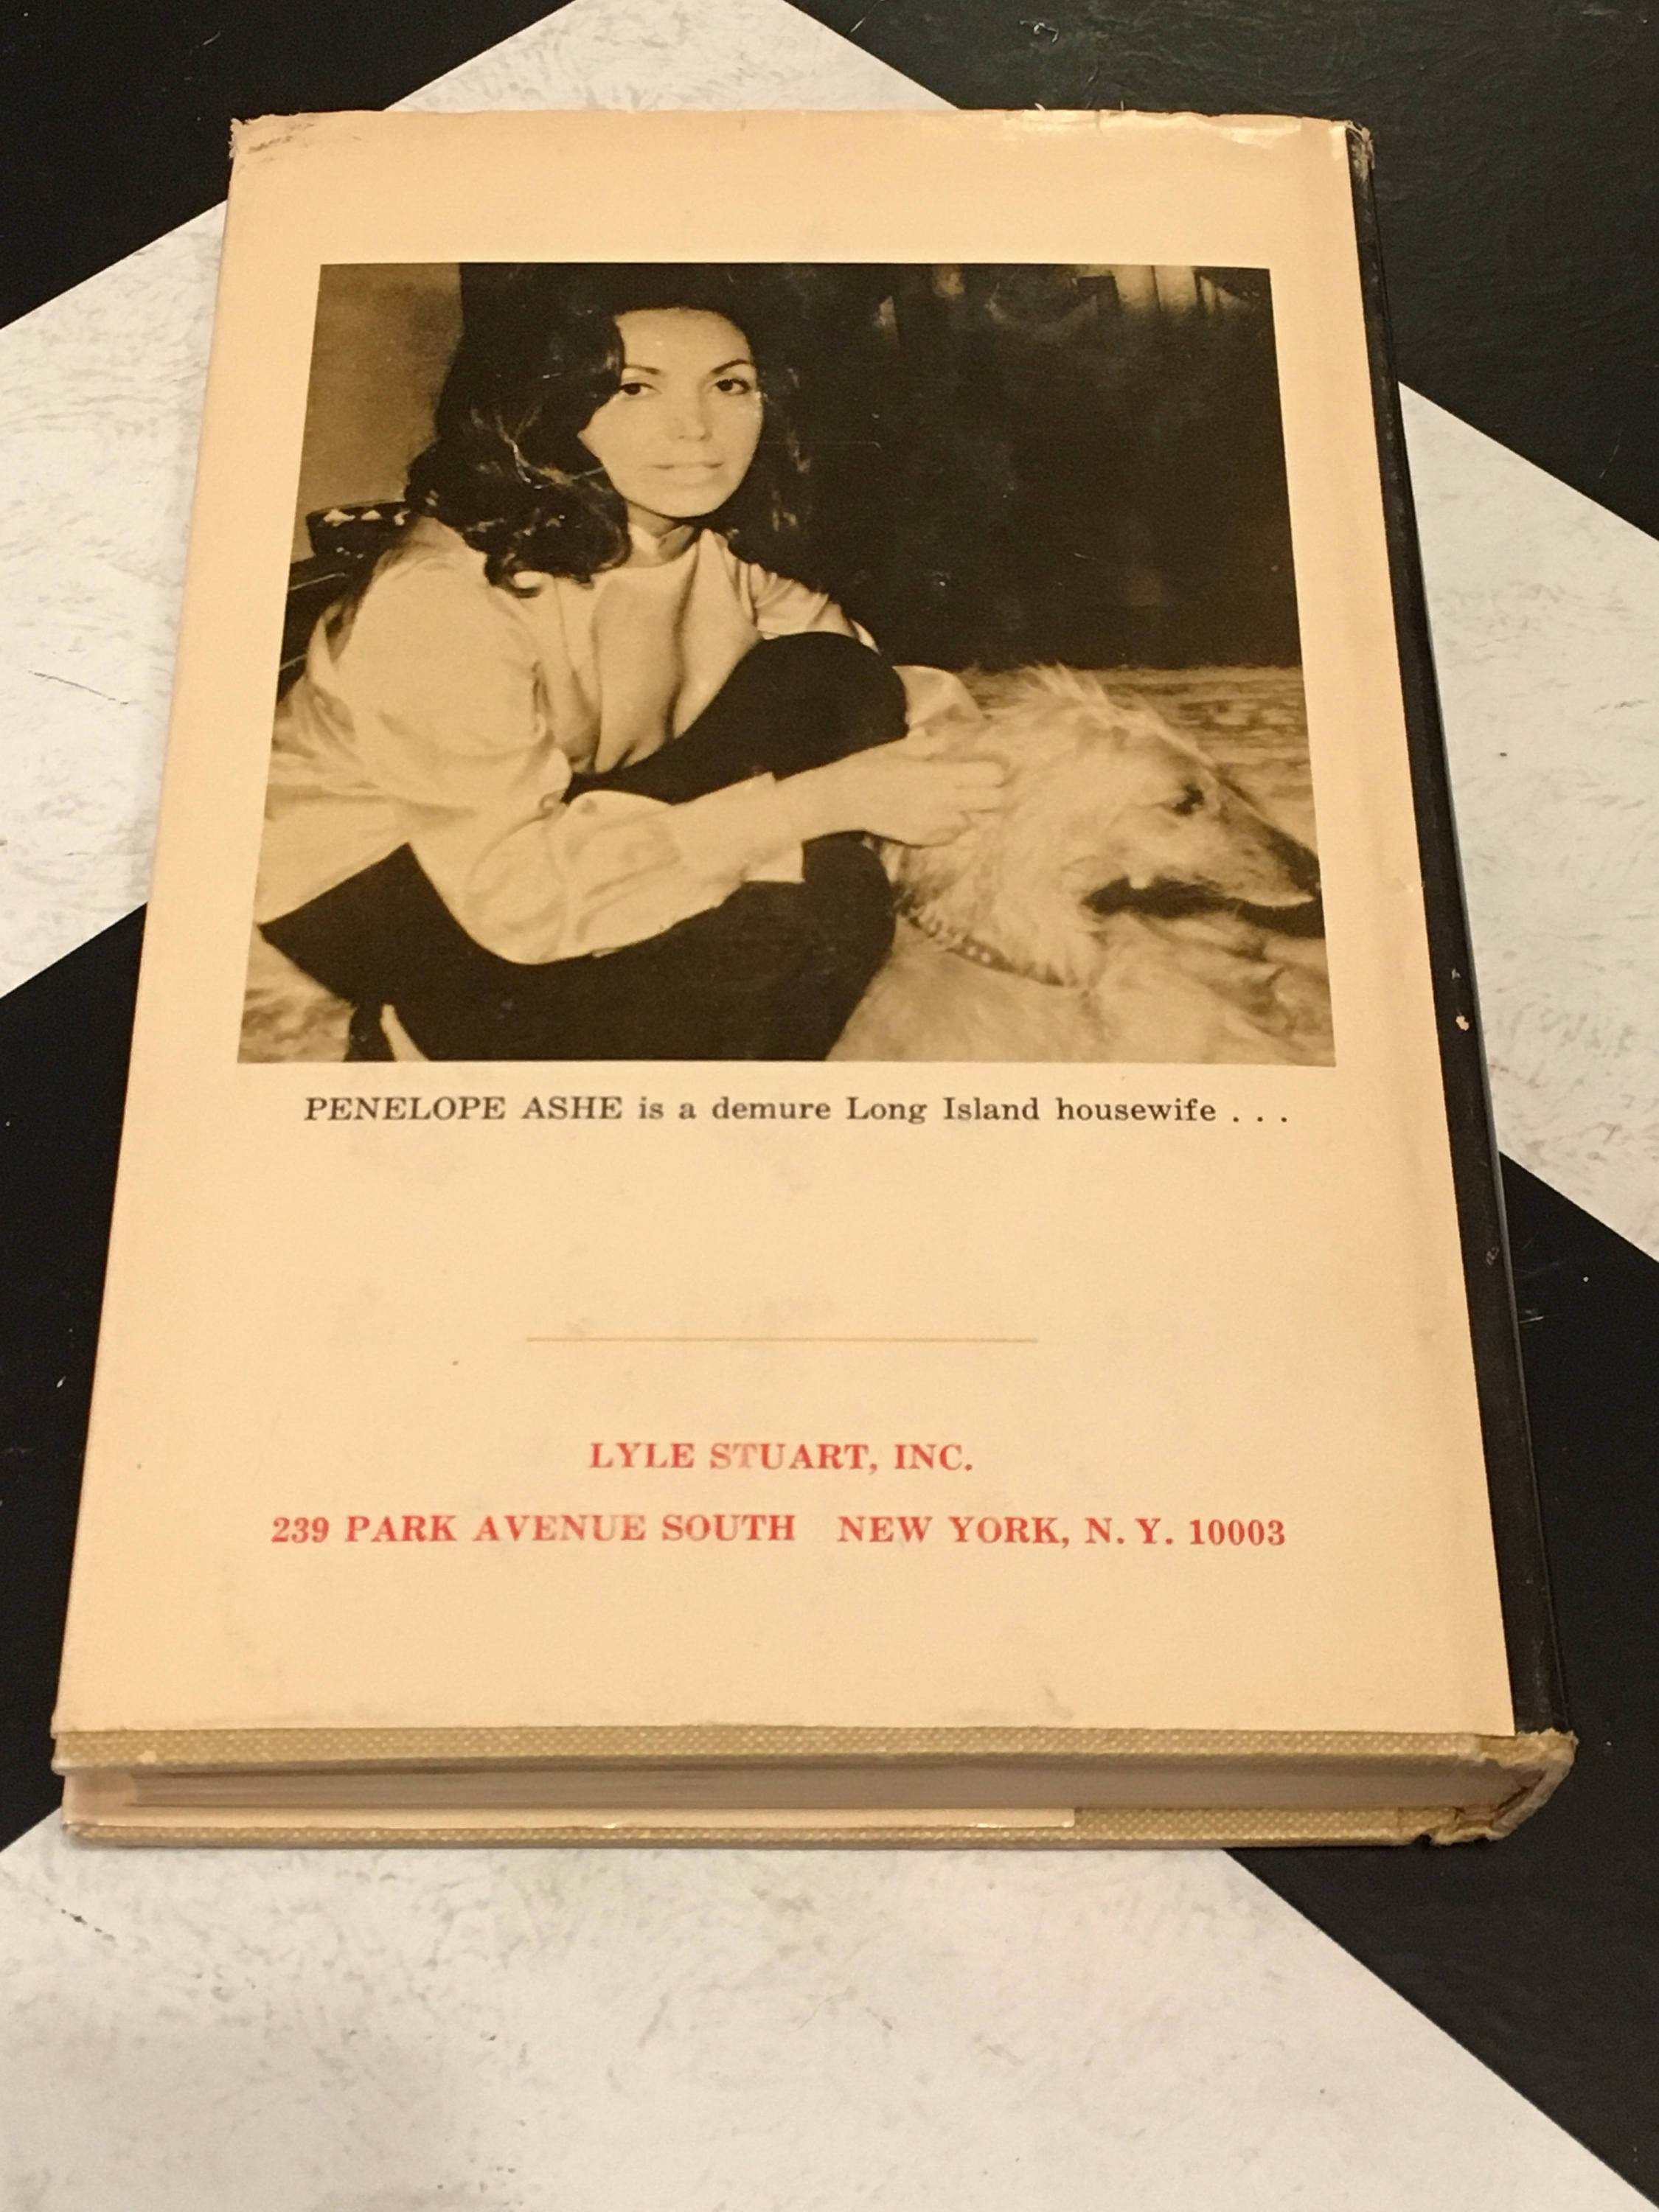 PENELOPE ASHE is a demure Long Island housewife . . .
LYLE STUART, INC.
239 PARK AVENUE SOUTH NEW YORK, N. Y. 10003